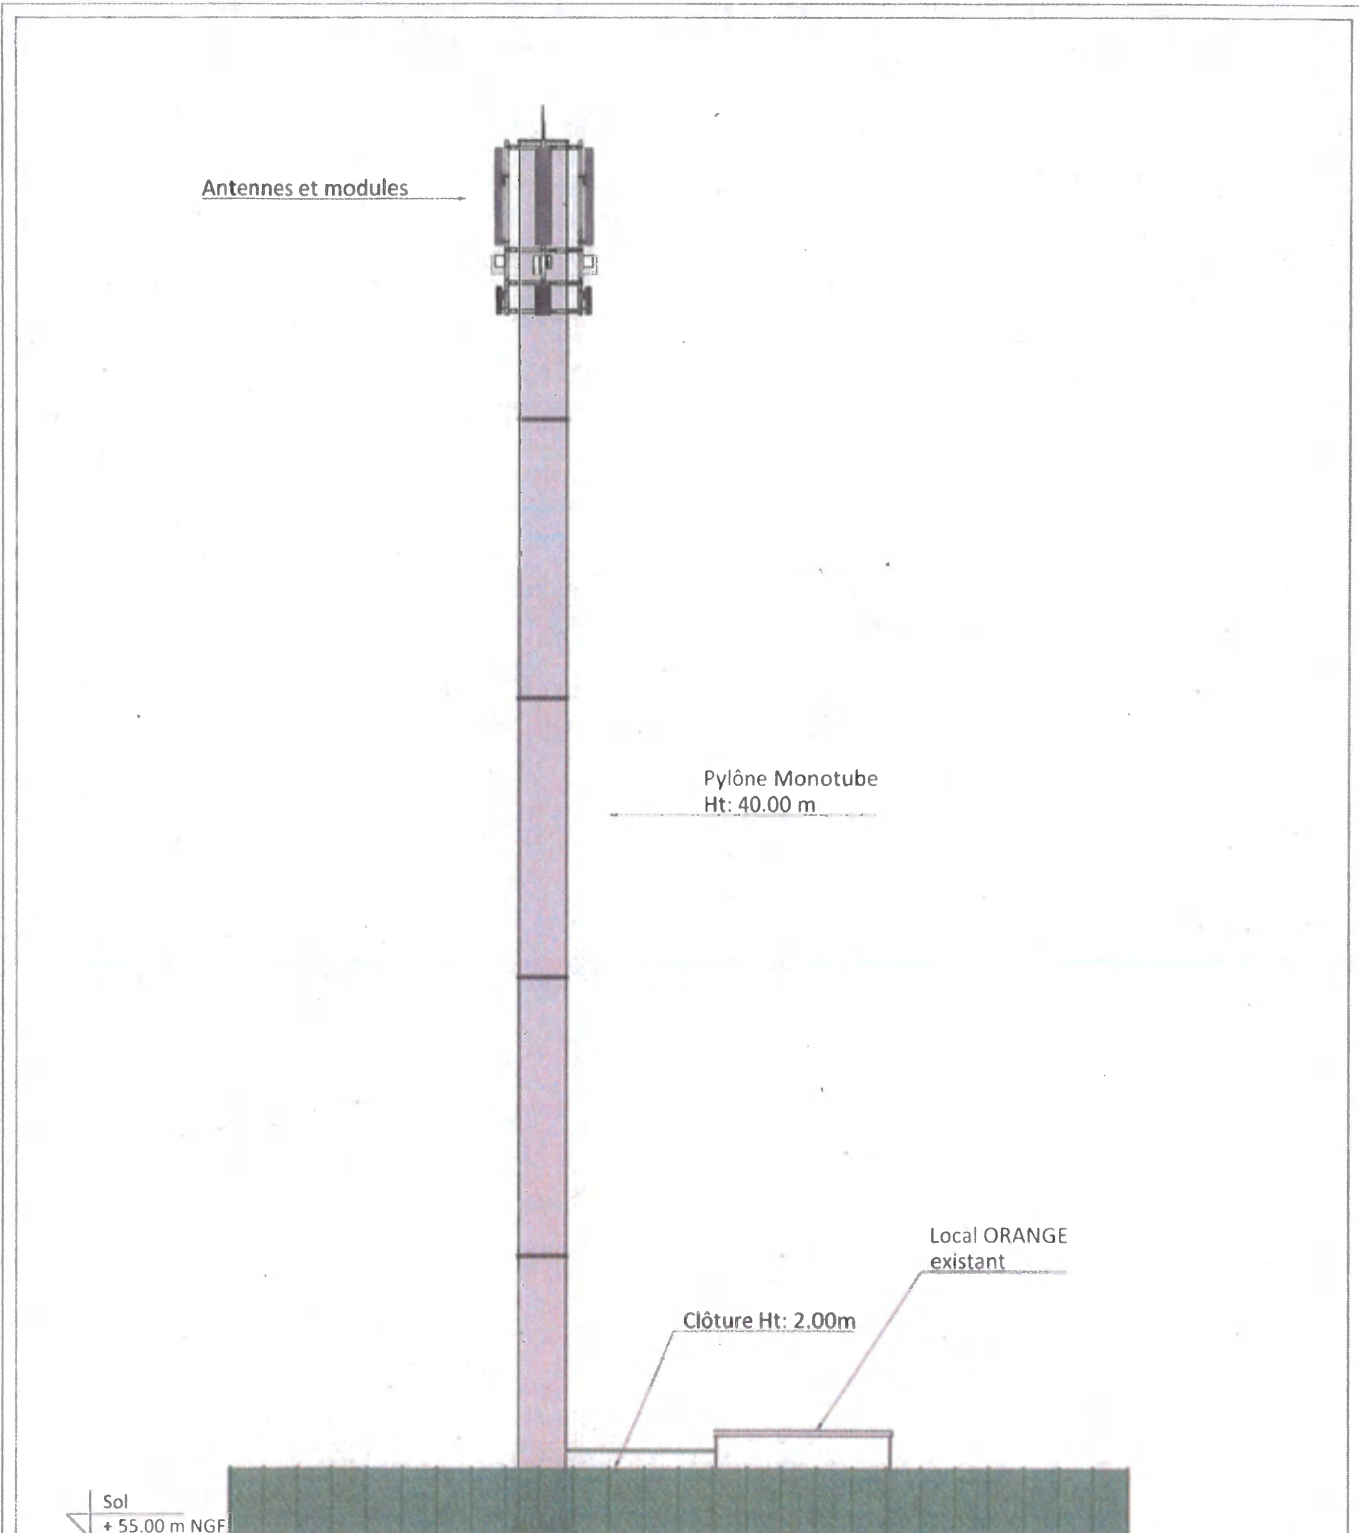 Antennes et modules
Pylône Monotube
Ht: 40.00 m
Local ORANGE
existant
Clôture Ht: 2.00m
Sol
+ 55.00 m NGF